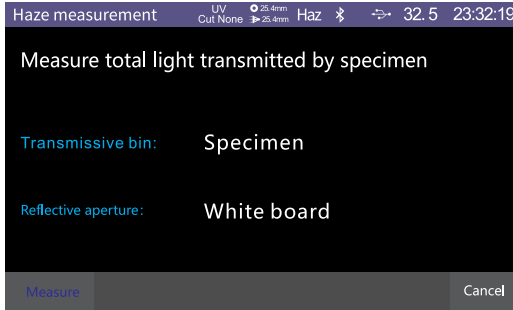 Haze measurement UV Cut None 25.4mm 25.4mm Haz 32.5 23:32:19
Measure total light transmitted by specimen
Transmissive bin: Specimen
Reflective aperture: White board
Measure Cancel